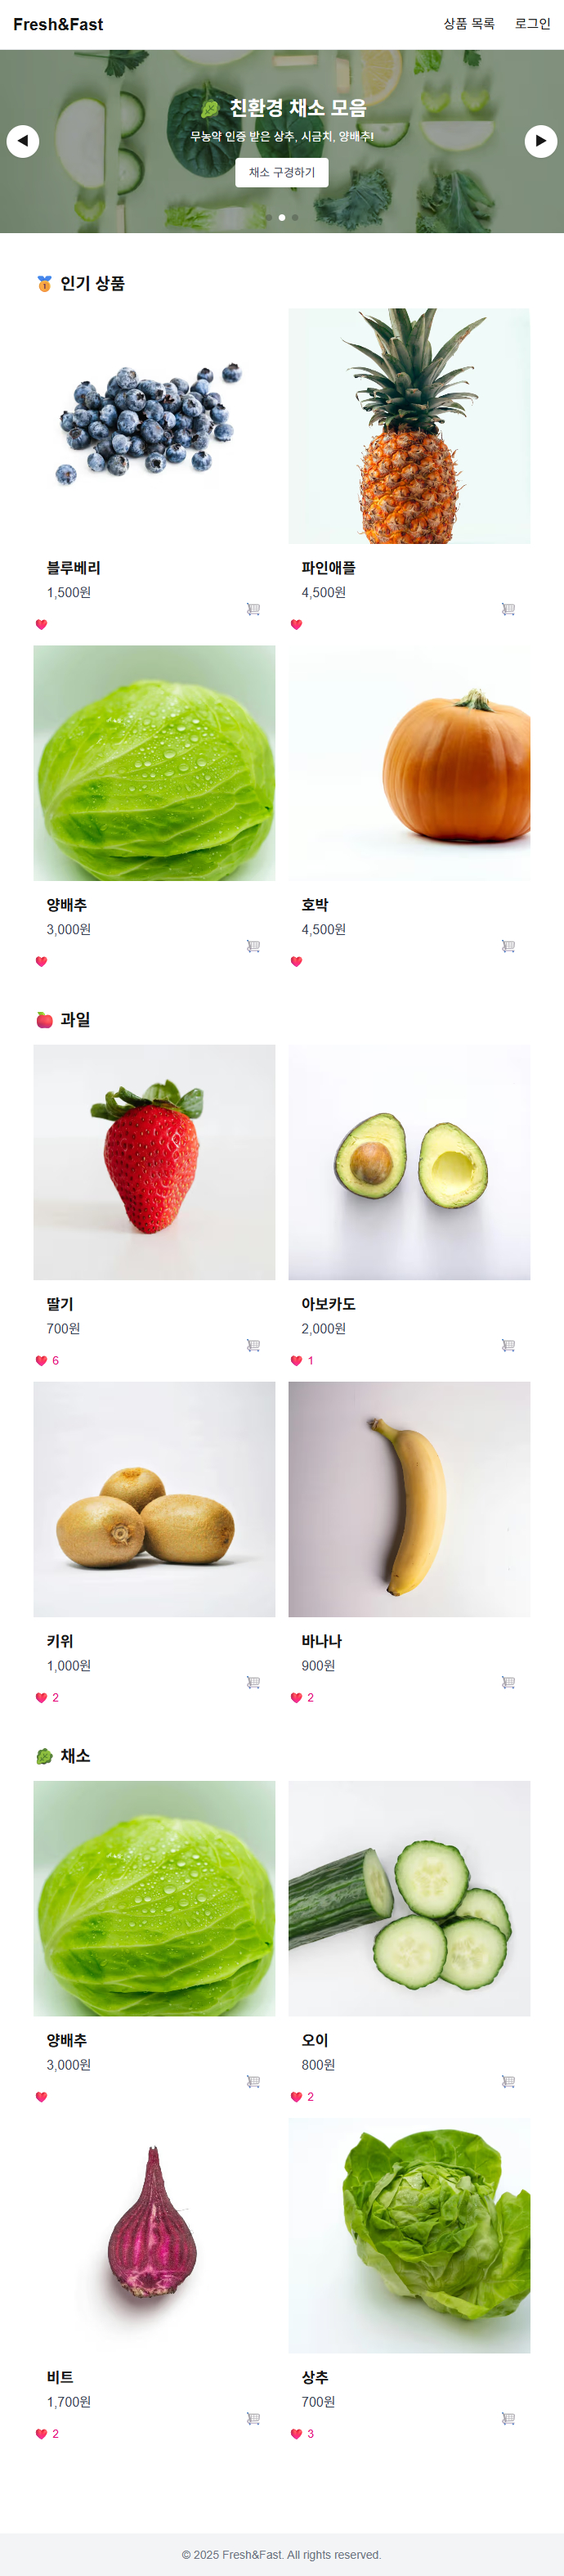 Fresh&Fast
상품 목록 로그인
친환경 채소 모음
무농약 인증 받은 상추, 시금치, 양배추!
채소 구경하기
인기 상품
블루베리
1,500원
파인애플
4,500원
양배추
3,000원
호박
4,500원
과일
딸기
700원
6
아보카도
2,000원
1
키위
1,000원
2
바나나
900원
2
채소
양배추
3,000원
오이
800원
2
비트
1,700원
2
상추
700원
3
© 2025 Fresh&Fast. All rights reserved.